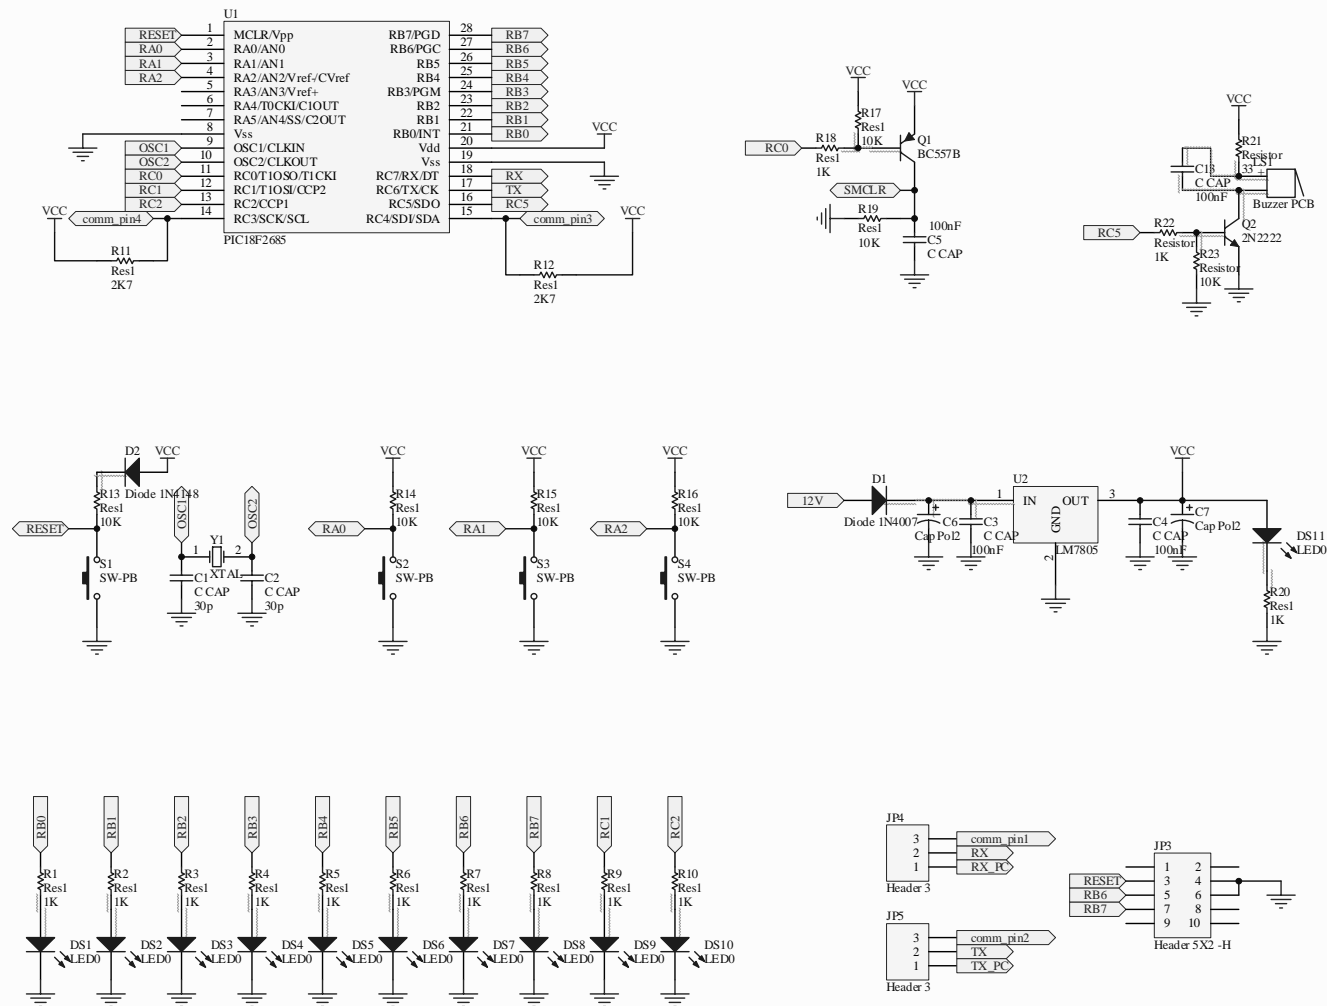 U1
RESET 1 MCLR/Vpp RB7/PGD 28 RB7
RA0 2 RA0/AN0 RB6/PGC 27 RB6
RA1 3 RA1/AN1 RB5 26 RB5
RA2 4 RA2/AN2/Vref-/CVref RB4 25 RB4
5 RA3/AN3/Vref+ RB3/PGM 24 RB3
6 RA4/T0CKI/C1OUT RB2 23 RB2
7 RA5/AN4/SS/C2OUT RB1 22 RB1
8 Vss RB0/INT 21 RB0
OSC1 9 OSC1/CLKIN Vdd 20 VCC
OSC2 10 OSC2/CLKOUT Vss 19
RC0 11 RC0/T1OSO/T1CKI RC7/RX/DT 18 RX
RC1 12 RC1/T1OSI/CCP2 RC6/TX/CK 17 TX
RC2 13 RC2/CCP1 RC5/SDO 16 RC5
VCC comm_pin4 14 RC3/SCK/SCL RC4/SDI/SDA 15 comm_pin3 VCC
PIC18F2685
R11
Res1
2K7
R12
Res1
2K7
VCC VCC
R17
Res1
10K
RC0
R18
Res1
1K
Q1
BC557B
SMCLR
R19
Res1
10K
100nF
C5
C CAP
VCC
R21
Resistor
33
C13
C CAP
100nF
LS1
+
Buzzer PCB
RC5
R22
Resistor
1K
Q2
2N2222
R23
Resistor
10K
D2
VCC
Diode 1N4148
R13
Res1
10K
RESET
S1
SW-PB
OSC1
OSC2
1 Y1 2
XTAL
C1
C CAP
30p
C2
C CAP
30p
VCC
R14
Res1
10K
RA0
S2
SW-PB
VCC
R15
Res1
10K
RA1
S3
SW-PB
VCC
R16
Res1
10K
RA2
S4
SW-PB
12V
D1
Diode 1N4007
+
C6
Cap Pol2
C3
C CAP
100nF
U2
1 IN OUT 3
GND
2
LM7805
VCC
C4
C CAP
100nF
+
C7
Cap Pol2
DS11
LED0
R20
Res1
1K
RB0 RB1 RB2 RB3 RB4 RB5 RB6 RB7 RC1 RC2
R1 R2 R3 R4 R5 R6 R7 R8 R9 R10
Res1 Res1 Res1 Res1 Res1 Res1 Res1 Res1 Res1 Res1
1K 1K 1K 1K 1K 1K 1K 1K 1K 1K
DS1 DS2 DS3 DS4 DS5 DS6 DS7 DS8 DS9 DS10
LED0 LED0 LED0 LED0 LED0 LED0 LED0 LED0 LED0 LED0
JP4
3 comm_pin1
2 RX
1 RX_PC
Header 3
JP5
3 comm_pin2
2 TX
1 TX_PC
Header 3
JP3
1 2
RESET 3 4
RB6 5 6
RB7 7 8
9 10
Header 5X2 -H